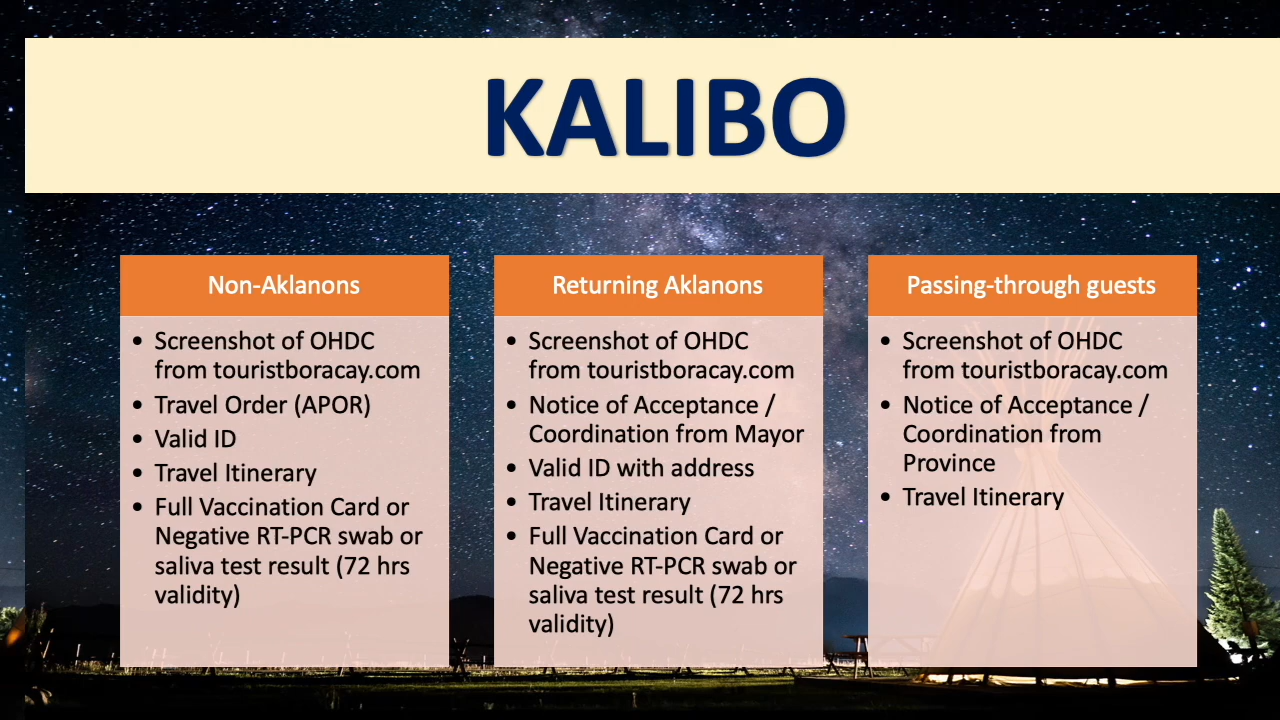 KALIBO
Non-Aklanons
• Screenshot of OHDC
from touristboracay.com
• Travel Order (APOR)
• Valid ID
• Travel Itinerary
• Full Vaccination Card or
Negative RT-PCR swab or
saliva test result (72 hrs
validity)
Returning Aklanons
• Screenshot of OHDC
from touristboracay.com
• Notice of Acceptance /
Coordination from Mayor
• Valid ID with address
• Travel Itinerary
• Full Vaccination Card or
Negative RT-PCR swab or
saliva test result (72 hrs
validity)
Passing-through guests
• Screenshot of OHDC
from touristboracay.com
• Notice of Acceptance /
Coordination from
Province
• Travel Itinerary